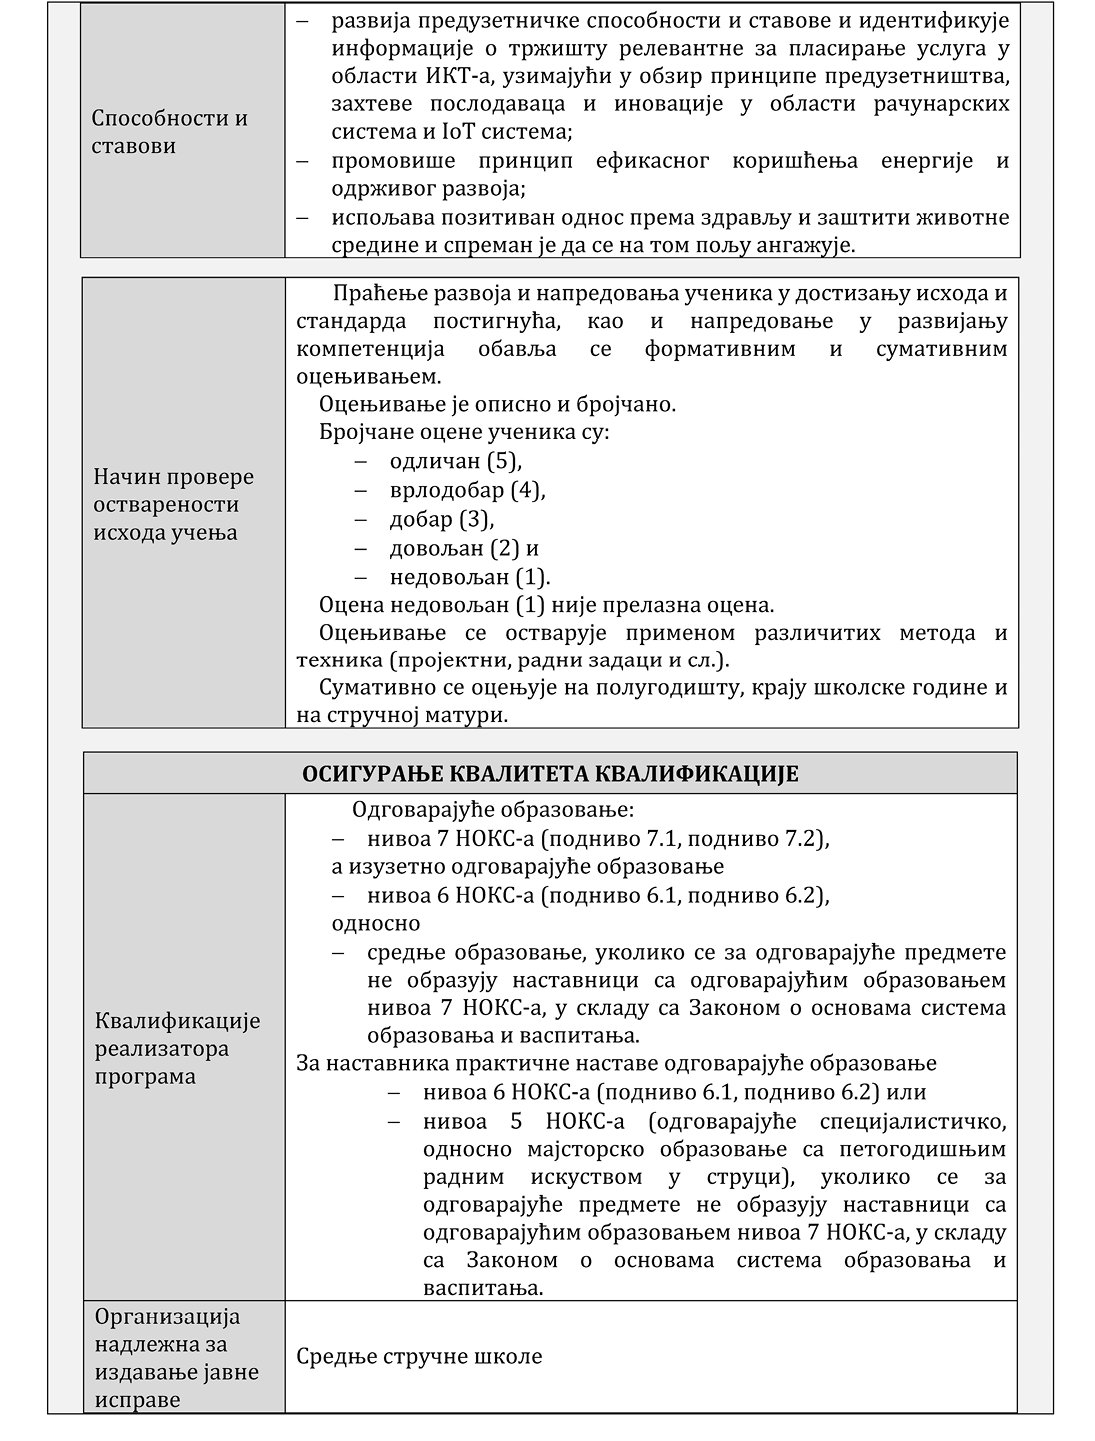 Способности и
ставови
– развија предузетничке способности и ставове и идентификује
информације о тржишту релевантне за пласирање услуга у
области ИКТ-а, узимајући у обзир принципе предузетништва,
захтеве послодаваца и иновације у области рачунарских
система и IoT система;
– промовише принцип ефикасног коришћења енергије и
одрживог развоја;
– испољава позитиван однос према здрављу и заштити животне
средине и спреман је да се на том пољу ангажује.
Начин провере
остварености
исхода учења
Праћење развоја и напредовања ученика у достизању исхода и
стандарда постигнућа, као и напредовање у развијању
компетенција обавља се формативним и сумативним
оцењивањем.
Оцењивање је описно и бројчано.
Бројчане оцене ученика су:
– одличан (5),
– врлодобар (4),
– добар (3),
– довољан (2) и
– недовољан (1).
Оцена недовољан (1) није прелазна оцена.
Оцењивање се остварује применом различитих метода и
техника (пројектни, радни задаци и сл.).
Сумативно се оцењује на полугодишту, крају школске године и
на стручној матури.
ОСИГУРАЊЕ КВАЛИТЕТА КВАЛИФИКАЦИЈЕ
Квалификације
реализатора
програма
Одговарајуће образовање:
– нивоа 7 НОКС-а (подниво 7.1, подниво 7.2),
а изузетно одговарајуће образовање
– нивоа 6 НОКС-а (подниво 6.1, подниво 6.2),
односно
– средње образовање, уколико се за одговарајуће предмете
не образују наставници са одговарајућим образовањем
нивоа 7 НОКС-а, у складу са Законом о основама система
образовања и васпитања.
За наставника практичне наставе одговарајуће образовање
– нивоа 6 НОКС-а (подниво 6.1, подниво 6.2) или
– нивоа 5 НОКС-а (одговарајуће специјалистичко,
односно мајсторско образовање са петогодишњим
радним искуством у струци), уколико се за
одговарајуће предмете не образују наставници са
одговарајућим образовањем нивоа 7 НОКС-а, у складу
са Законом о основама система образовања и
васпитања.
Организација
надлежна за
издавање јавне
исправе
Средње стручне школе